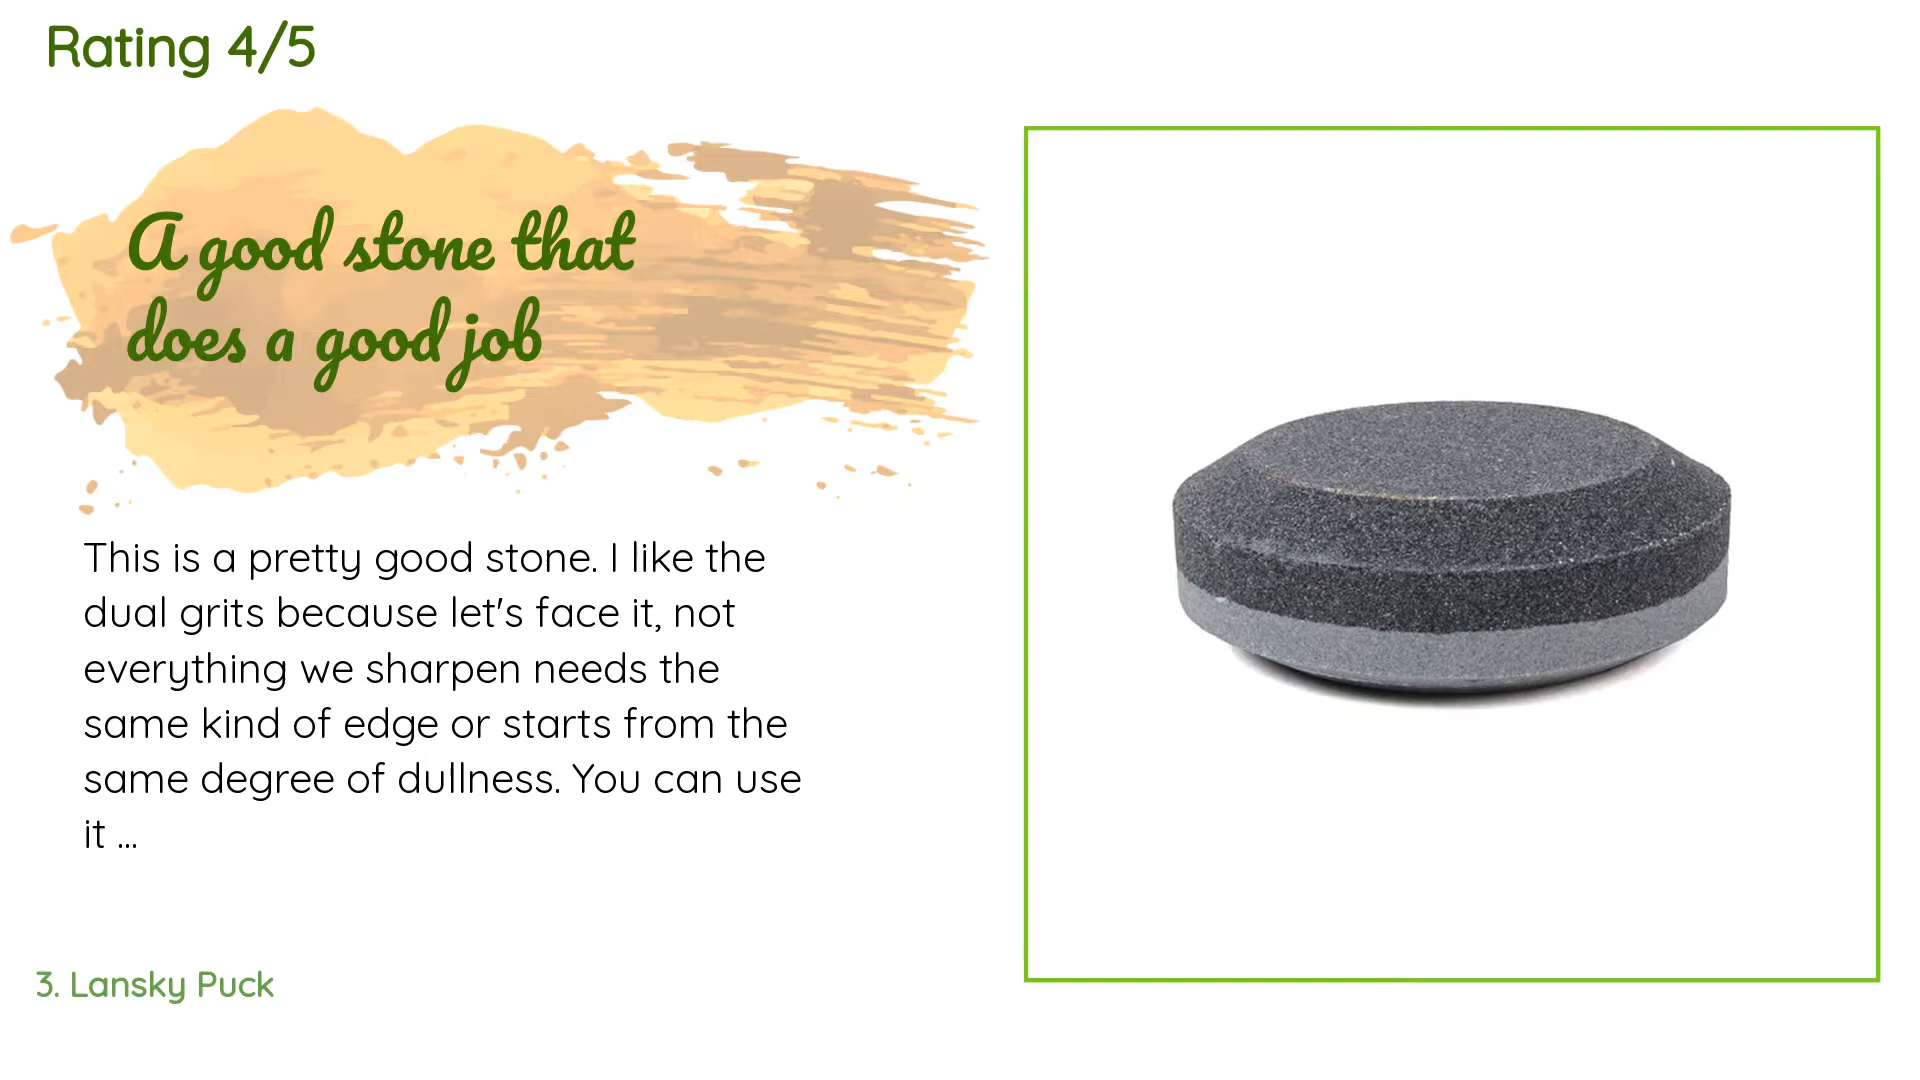 Rating 4/5
A good stone that
does a good job
This is a pretty good stone. I like the
dual grits because let's face it, not
everything we sharpen needs the
same kind of edge or starts from the
same degree of dullness. You can use
it ...
3. Lansky Puck